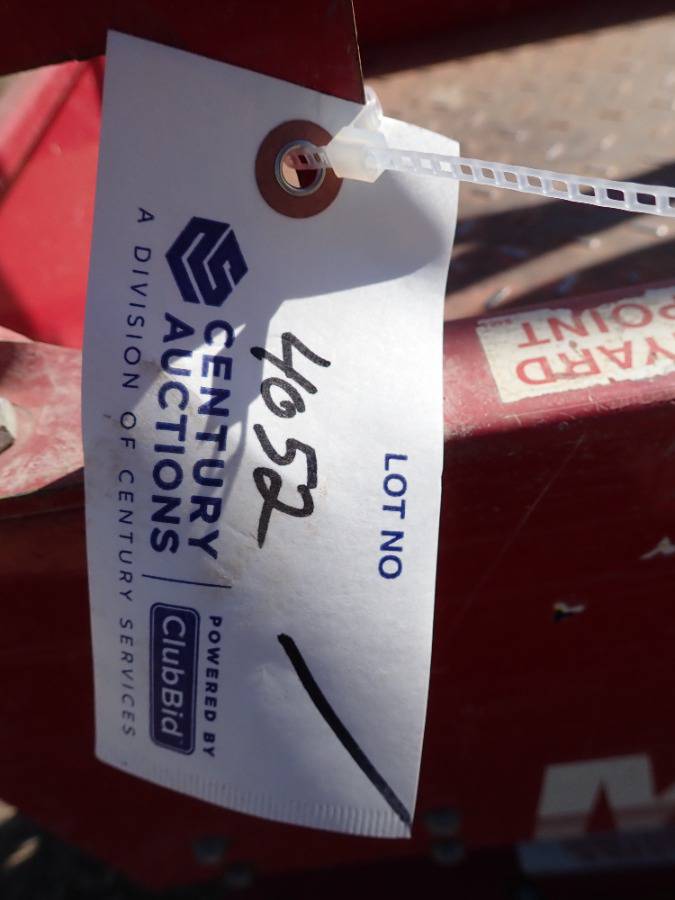 LOT NO
4052
CENTURY
AUCTIONS
A DIVISION OF CENTURY SERVICES
POWERED BY
ClubBid
YARD
POINT